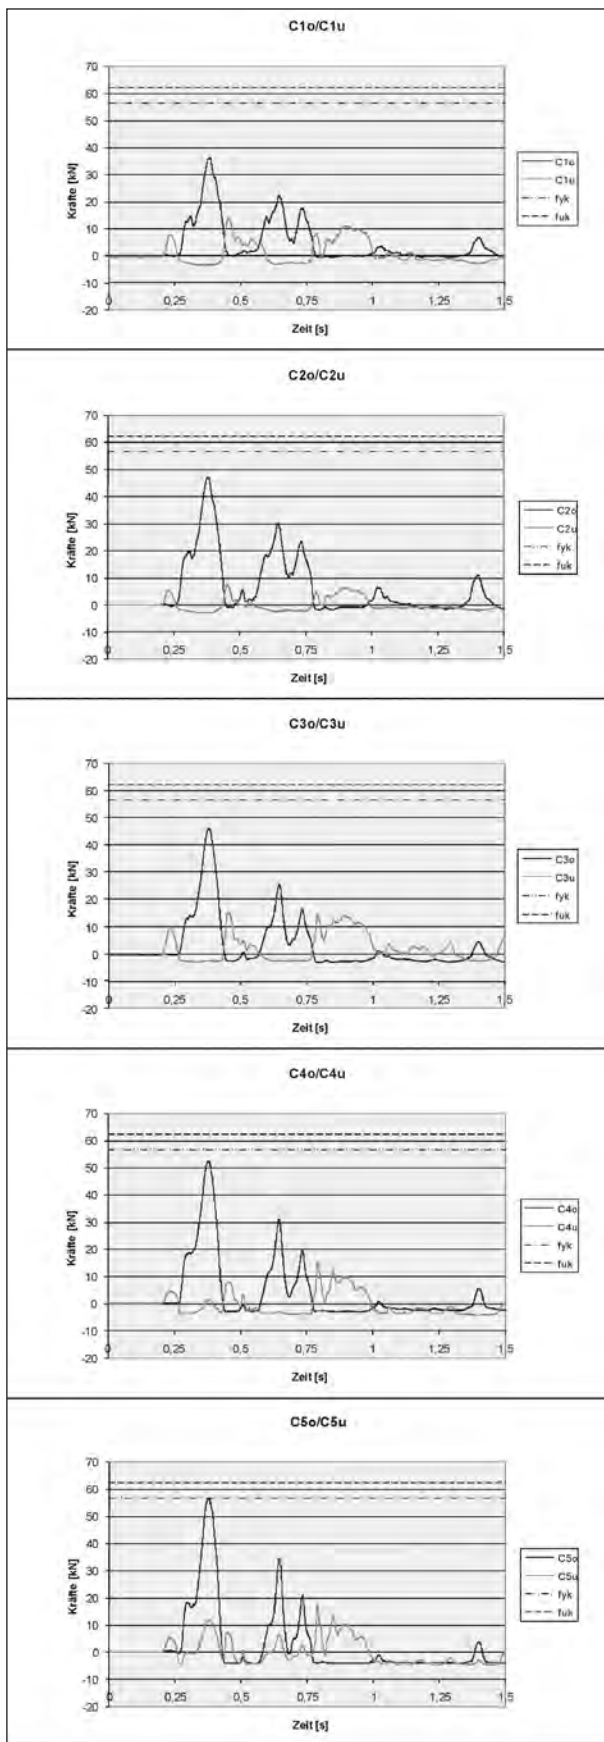 C1o/C1u
70
60
50
40
30
20
10
0
-10
-20
Kräfte [kN]
0 0,25 0,5 0,75 1 1,25 1,5
Zeit [s]
C1o
C1u
fyk
fuk
C2o/C2u
70
60
50
40
30
20
10
0
-10
-20
Kräfte [kN]
0 0,25 0,5 0,75 1 1,25 1,5
Zeit [s]
C2o
C2u
fyk
fuk
C3o/C3u
70
60
50
40
30
20
10
0
-10
-20
Kräfte [kN]
0 0,25 0,5 0,75 1 1,25 1,5
Zeit [s]
C3o
C3u
fyk
fuk
C4o/C4u
70
60
50
40
30
20
10
0
-10
-20
Kräfte [kN]
0 0,25 0,5 0,75 1 1,25 1,5
Zeit [s]
C4o
C4u
fyk
fuk
C5o/C5u
70
60
50
40
30
20
10
0
-10
-20
Kräfte [kN]
0 0,25 0,5 0,75 1 1,25 1,5
Zeit [s]
C5o
C5u
fyk
fuk